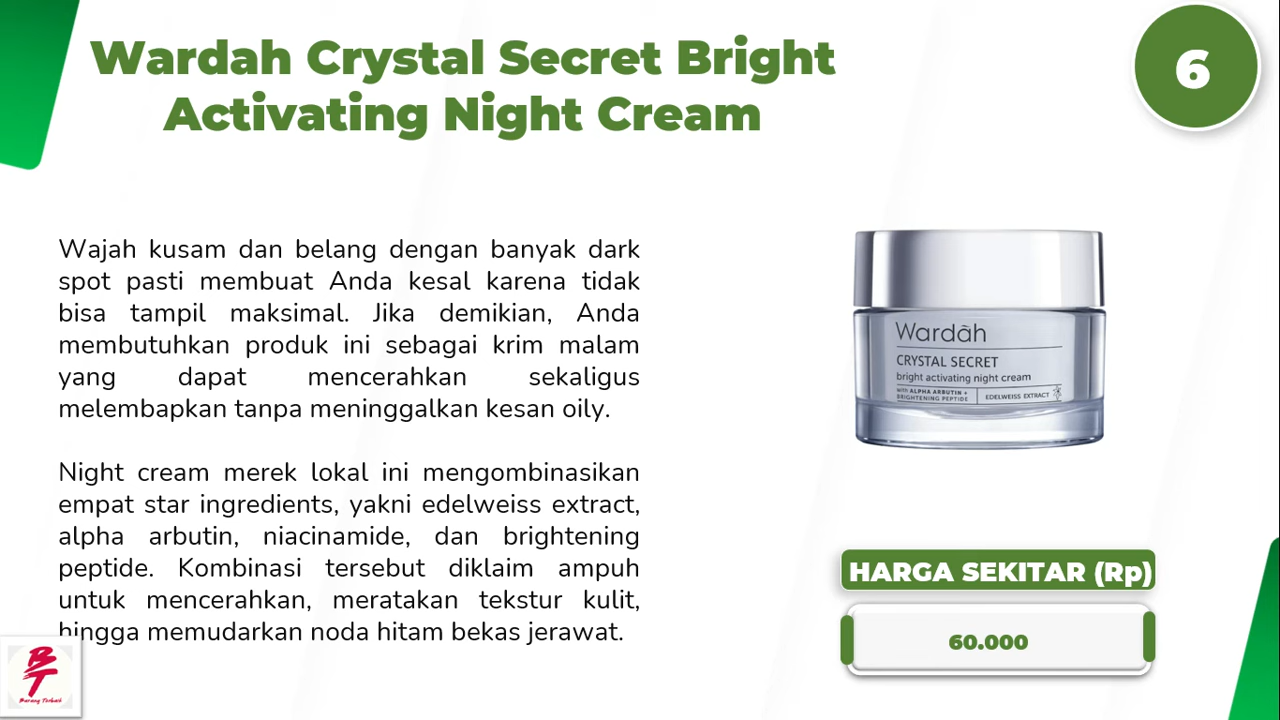 Wardah Crystal Secret Bright
Activating Night Cream
6
Wajah kusam dan belang dengan banyak dark
spot pasti membuat Anda kesal karena tidak
bisa tampil maksimal. Jika demikian, Anda
membutuhkan produk ini sebagai krim malam
yang dapat mencerahkan sekaligus
melembapkan tanpa meninggalkan kesan oily.
Night cream merek lokal ini mengombinasikan
empat star ingredients, yakni edelweiss extract,
alpha arbutin, niacinamide, dan brightening
peptide. Kombinasi tersebut diklaim ampuh
untuk mencerahkan, meratakan tekstur kulit,
hingga memudarkan noda hitam bekas jerawat.
Wardāh
CRYSTAL SECRET
bright activating night cream
with ALPHA ARBUTIN +
BRIGHTENING PEPTIDE
EDELWEISS EXTRACT
HARGA SEKITAR (Rp)
60.000
BT
Barang Terbaik